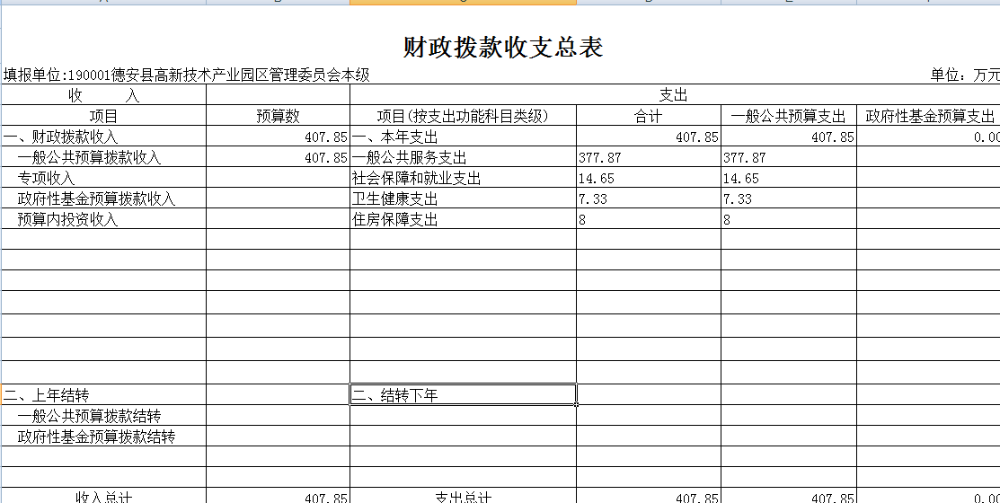 财政拨款收支总表
填报单位:190001德安县高新技术产业园区管理委员会本级 单位：万元
收 入 支出
项目 预算数 项目(按支出功能科目类级) 合计 一般公共预算支出 政府性基金预算支出
一、财政拨款收入 407.85 一、本年支出 407.85 407.85 0.00
一般公共预算拨款收入 407.85 一般公共服务支出 377.87 377.87
专项收入 社会保障和就业支出 14.65 14.65
政府性基金预算拨款收入 卫生健康支出 7.33 7.33
预算内投资收入 住房保障支出 8 8
二、上年结转 二、结转下年
一般公共预算拨款结转
政府性基金预算拨款结转
收入总计 407.85 支出总计 407.85 407.85 0.00